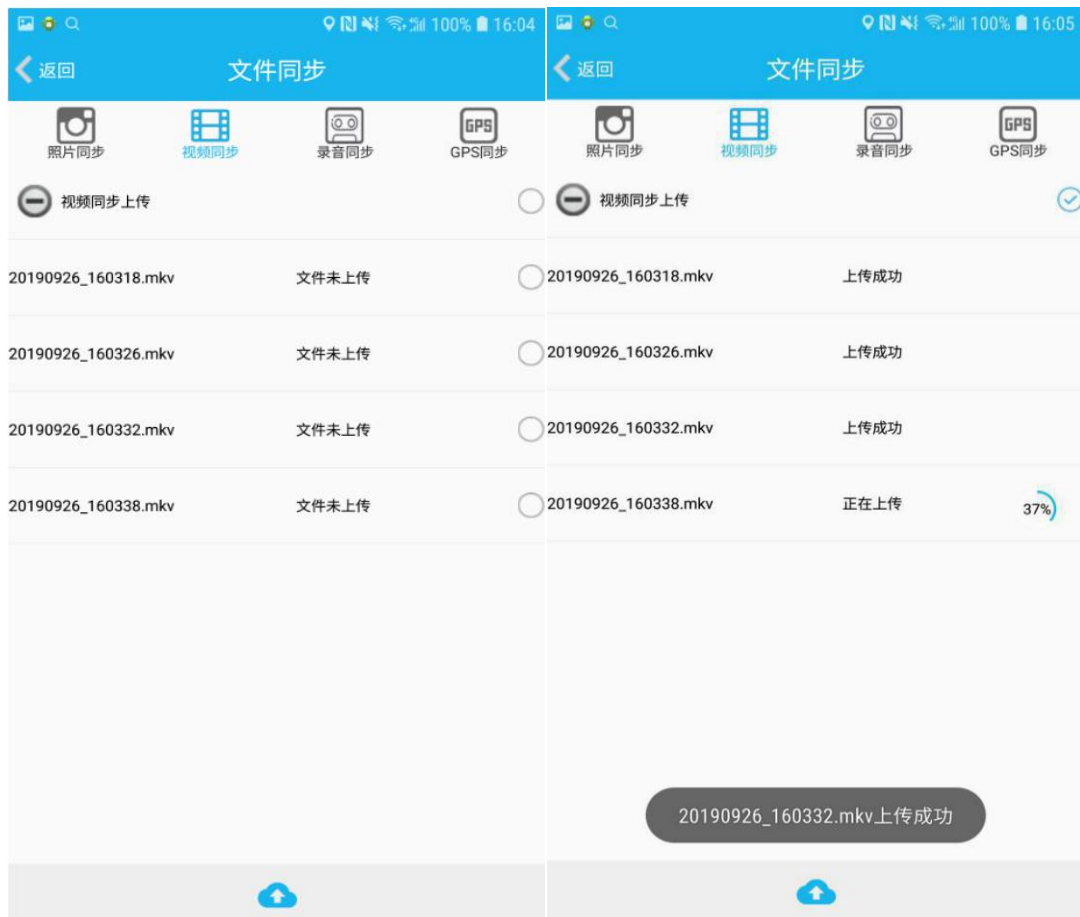 100% 16:04
返回 文件同步
照片同步 视频同步 录音同步 GPS GPS同步
视频同步上传
20190926_160318.mkv 文件未上传
20190926_160326.mkv 文件未上传
20190926_160332.mkv 文件未上传
20190926_160338.mkv 文件未上传
100% 16:05
返回 文件同步
照片同步 视频同步 录音同步 GPS GPS同步
视频同步上传
20190926_160318.mkv 上传成功
20190926_160326.mkv 上传成功
20190926_160332.mkv 上传成功
20190926_160338.mkv 正在上传 37%
20190926_160332.mkv上传成功